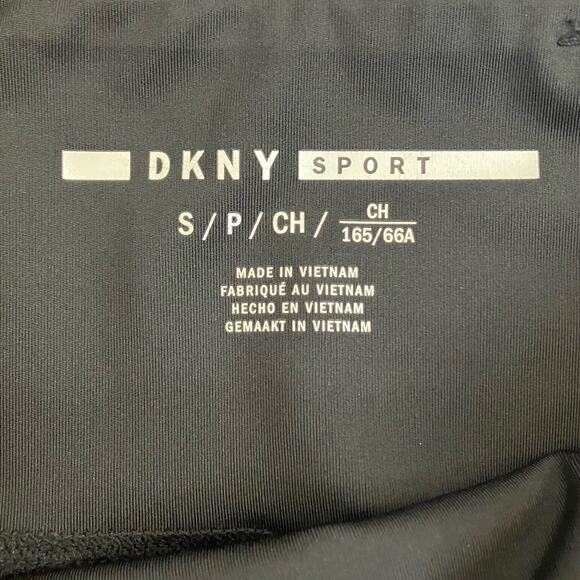 DKNY SPORT
S / P / CH / CH 165/66A
MADE IN VIETNAM
FABRIQUÉ AU VIETNAM
HECHO EN VIETNAM
GEMAAKT IN VIETNAM